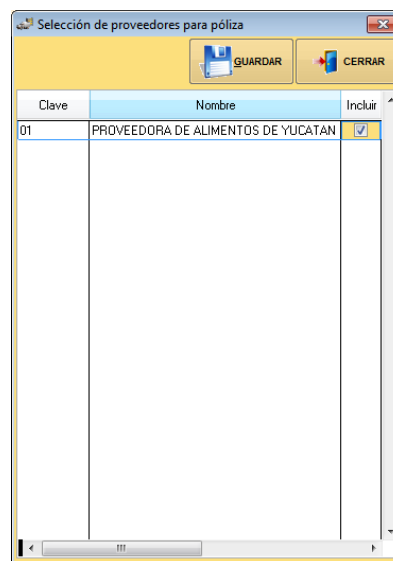 Selección de proveedores para póliza
GUARDAR
CERRAR
Clave Nombre Incluir
01 PROVEEDORA DE ALIMENTOS DE YUCATAN